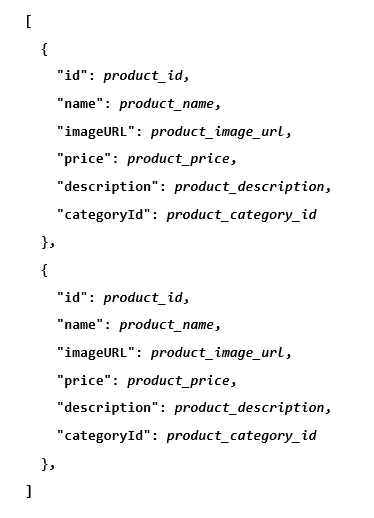 [
{
"id": product_id,
"name": product_name,
"imageURL": product_image_url,
"price": product_price,
"description": product_description,
"categoryId": product_category_id
},
{
"id": product_id,
"name": product_name,
"imageURL": product_image_url,
"price": product_price,
"description": product_description,
"categoryId": product_category_id
},
]